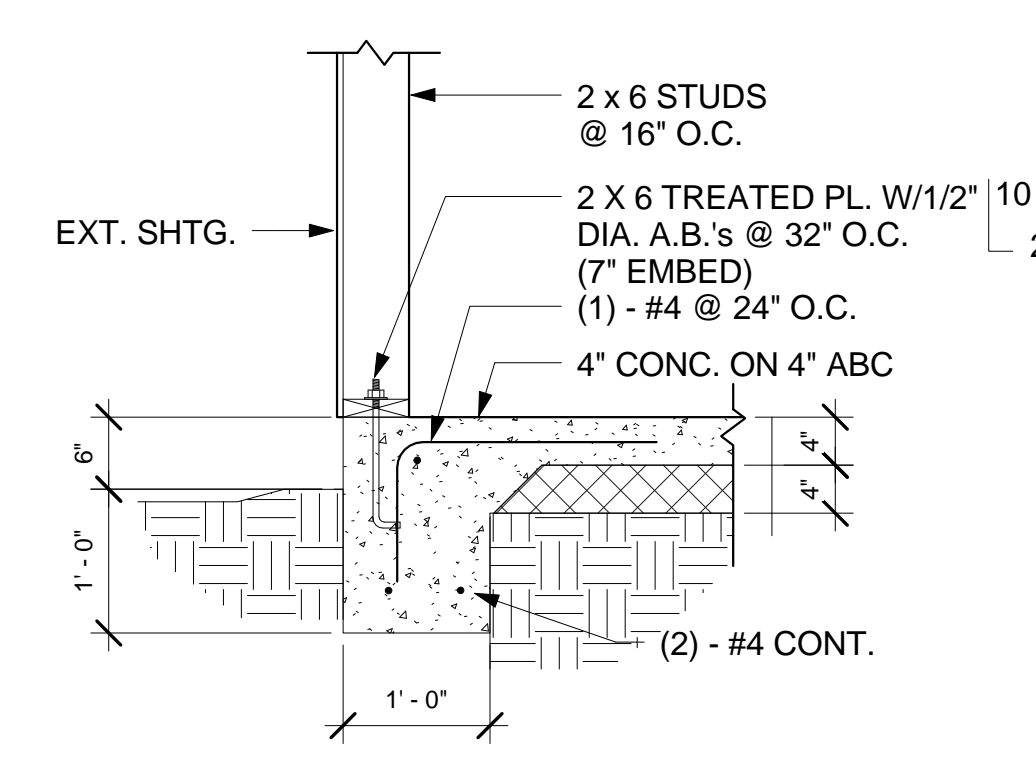 2 x 6 STUDS
@ 16" O.C.
EXT. SHTG.
2 X 6 TREATED PL. W/1/2"
DIA. A.B.'s @ 32" O.C.
(7" EMBED)
10
(1) - #4 @ 24" O.C.
4" CONC. ON 4" ABC
6"
4"
4"
1' - 0"
(2) - #4 CONT.
1' - 0"